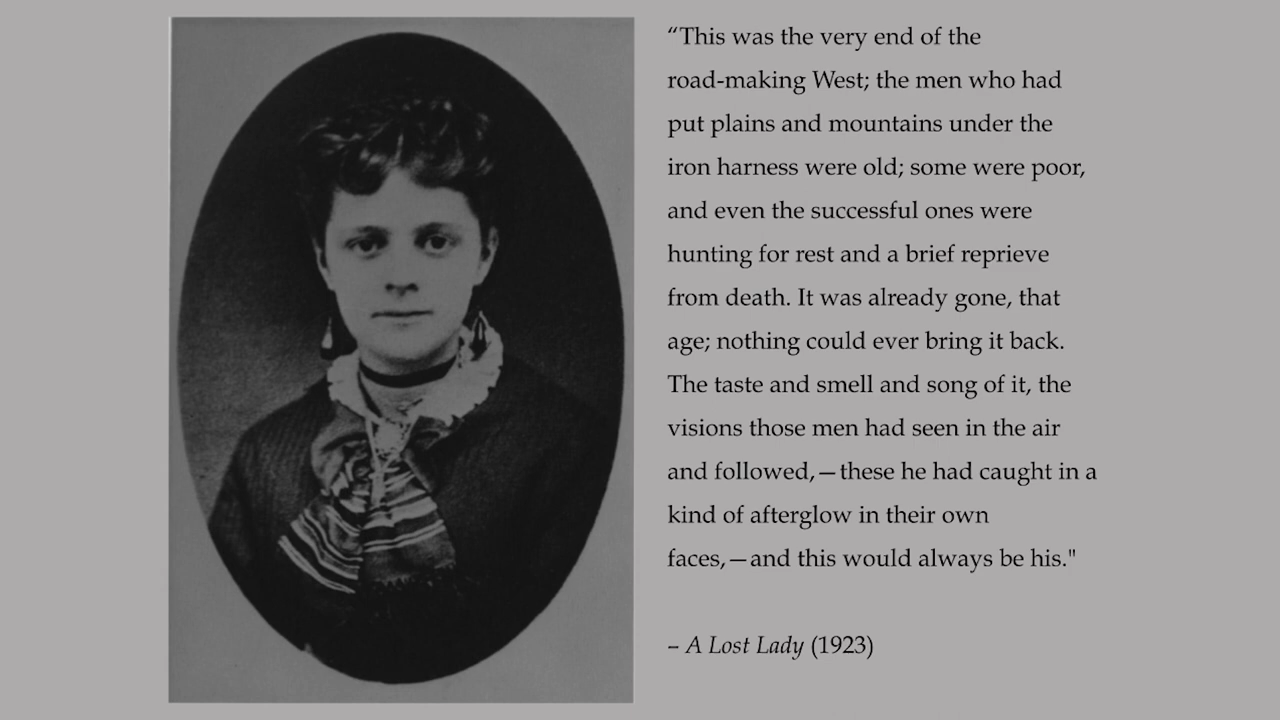 “This was the very end of the
road-making West; the men who had
put plains and mountains under the
iron harness were old; some were poor,
and even the successful ones were
hunting for rest and a brief reprieve
from death. It was already gone, that
age; nothing could ever bring it back.
The taste and smell and song of it, the
visions those men had seen in the air
and followed,—these he had caught in a
kind of afterglow in their own
faces,—and this would always be his."
– A Lost Lady (1923)